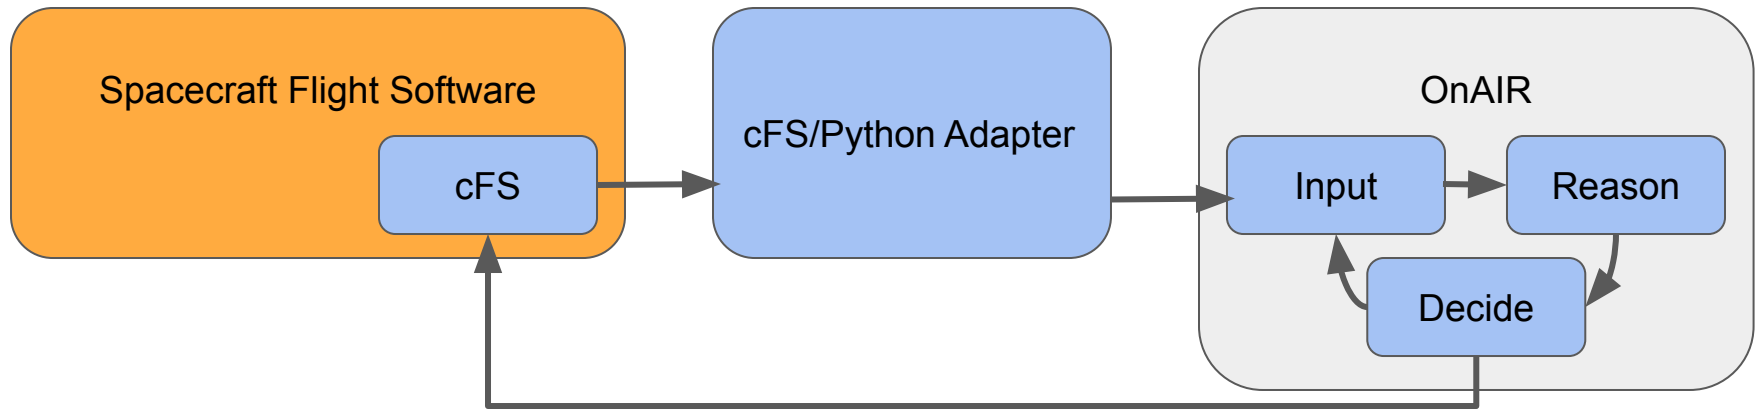 Spacecraft Flight Software
cFS
cFS/Python Adapter
OnAIR
Input
Reason
Decide